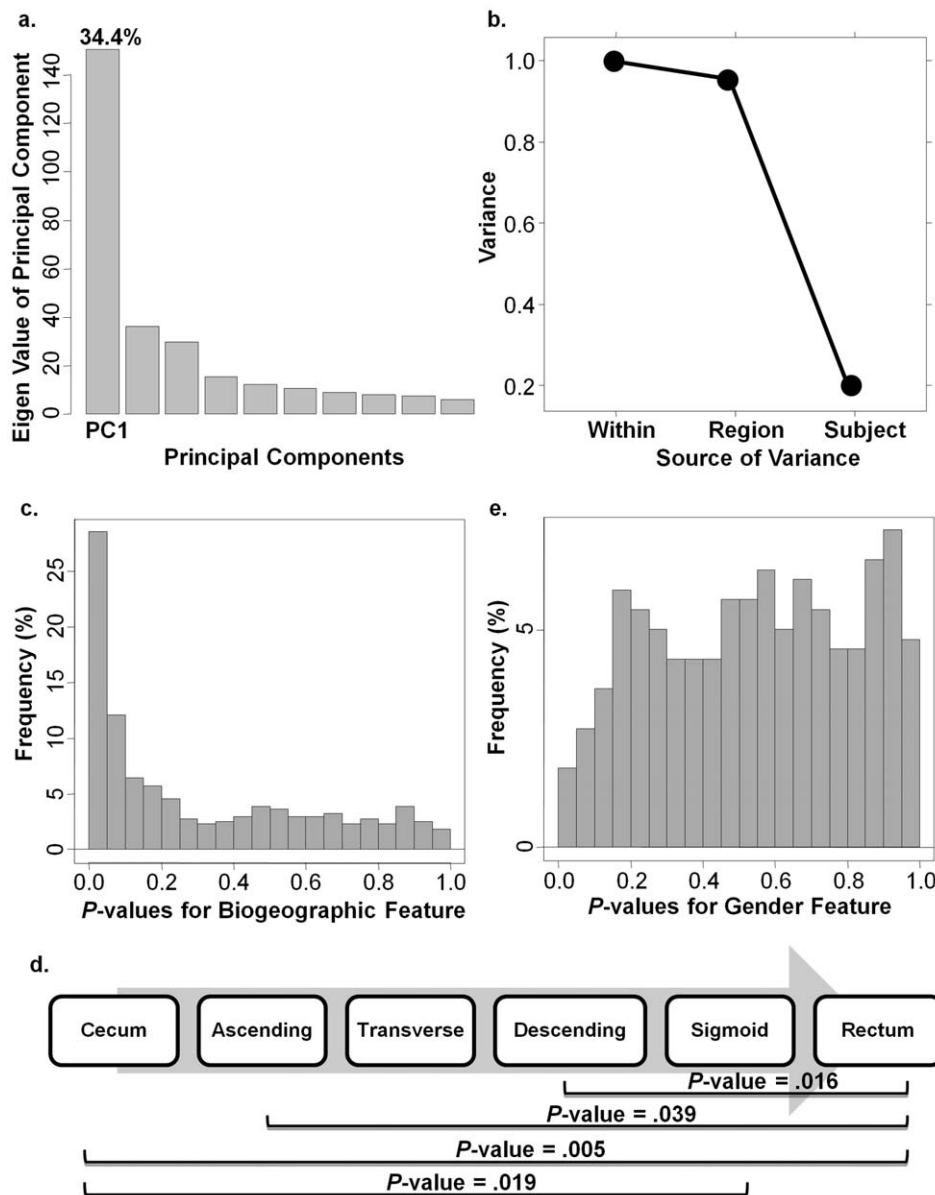 a.
34.4%
Eigen Value of Principal Component
140
120
100
80
60
40
20
0
PC1
Principal Components
b.
Variance
1.0
0.8
0.6
0.4
0.2
Within Region Subject
Source of Variance
c.
Frequency (%)
25
20
15
10
5
0
0.0 0.2 0.4 0.6 0.8 1.0
P-values for Biogeographic Feature
e.
Frequency (%)
5
0
0.0 0.2 0.4 0.6 0.8 1.0
P-values for Gender Feature
d.
Cecum Ascending Transverse Descending Sigmoid Rectum
P-value = .016
P-value = .039
P-value = .005
P-value = .019